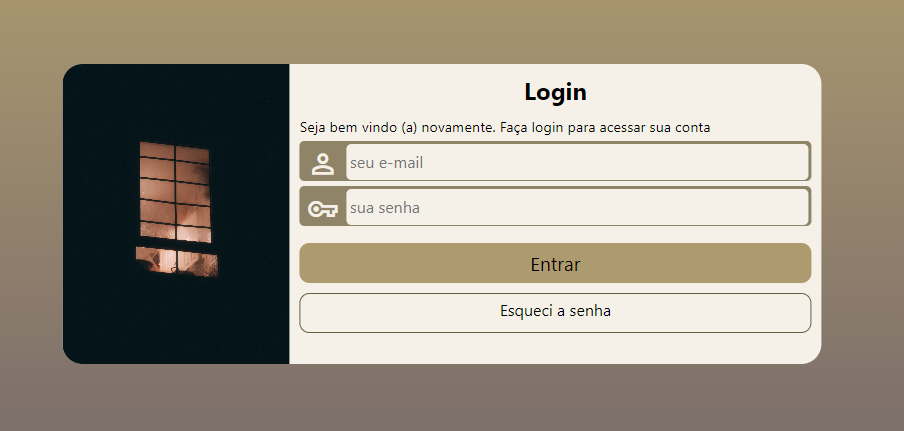 Login
Seja bem vindo (a) novamente. Faça login para acessar sua conta
seu e-mail
sua senha
Entrar
Esqueci a senha